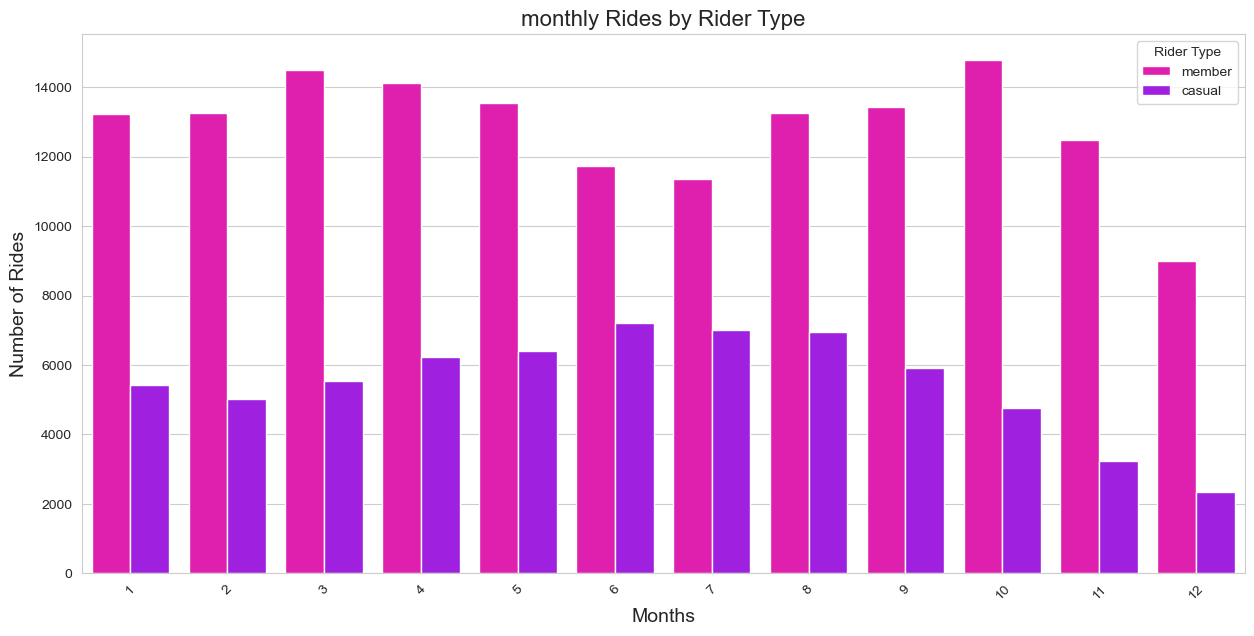 monthly Rides by Rider Type
Rider Type
member
casual
Number of Rides
14000
12000
10000
8000
6000
4000
2000
0
1 2 3 4 5 6 7 8 9 10 11 12
Months